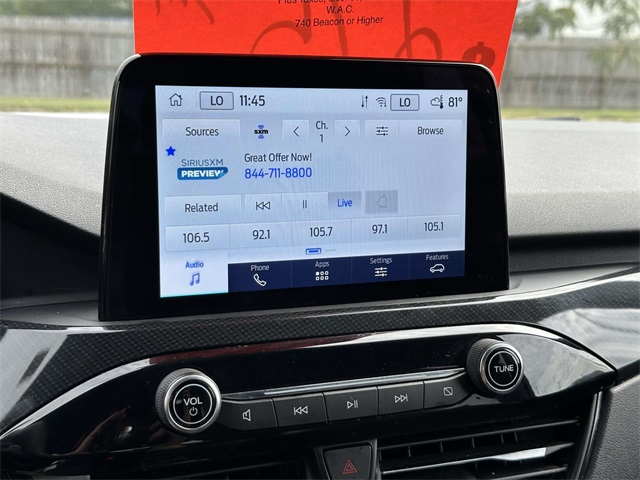 W.A.C.
740 Beacon or Higher
LO 11:45 LO 81°
Sources sxm Ch. 1 Browse
SIRIUSXM PREVIEW
Great Offer Now!
844-711-8800
Related Live
106.5 92.1 105.7 97.1 105.1
Audio Phone Apps Settings Features
VOL TUNE